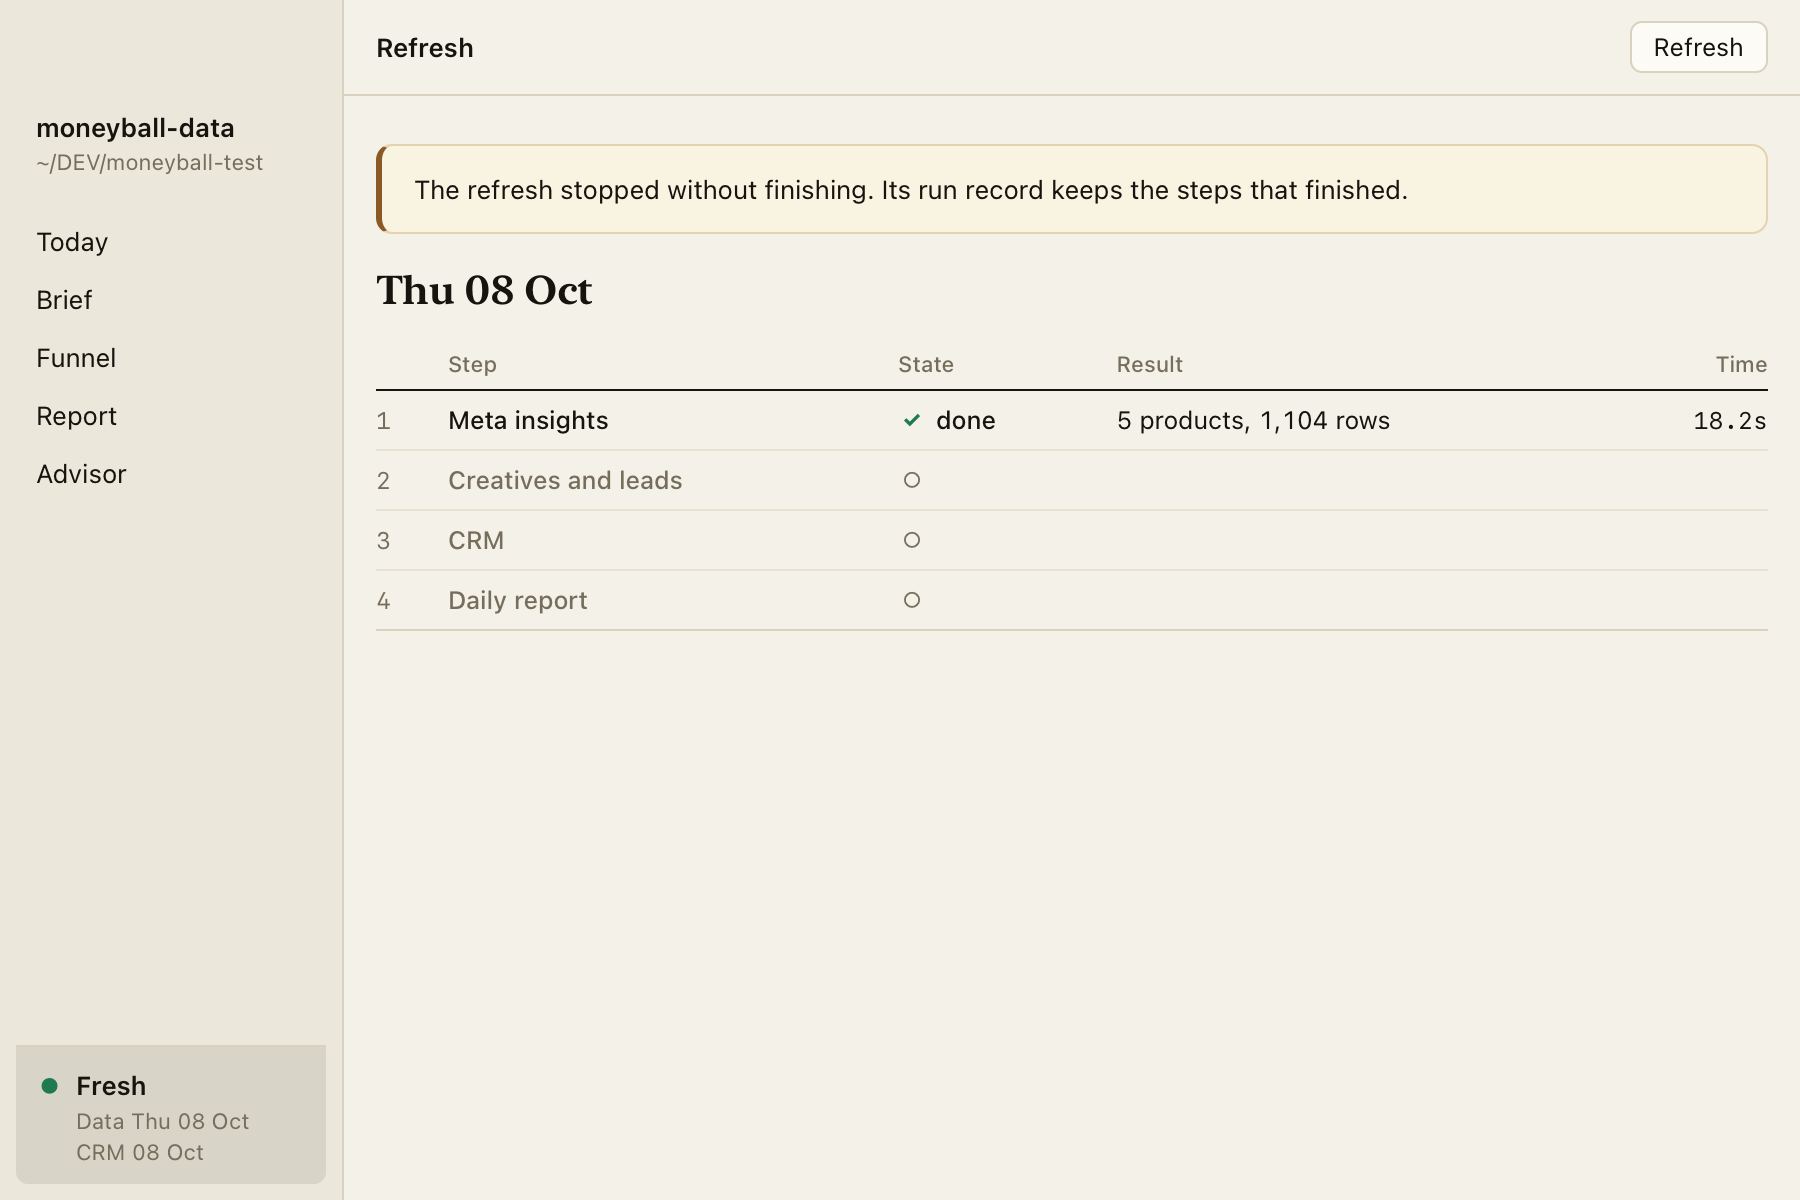 Refresh
Refresh
moneyball-data
~/DEV/moneyball-test
Today
Brief
Funnel
Report
Advisor
The refresh stopped without finishing. Its run record keeps the steps that finished.
Thu 08 Oct
Step State Result Time
1 Meta insights done 5 products, 1,104 rows 18.2s
2 Creatives and leads
3 CRM
4 Daily report
Fresh
Data Thu 08 Oct
CRM 08 Oct